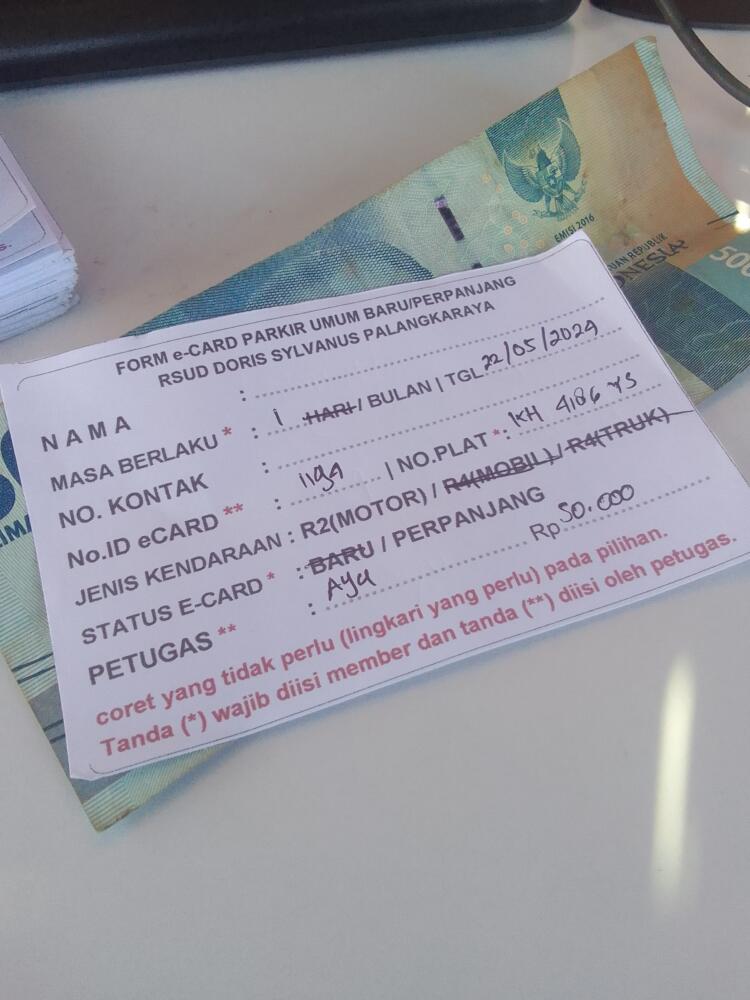 EMISI 2016
FORM e-CARD PARKIR UMUM BARU/PERPANJANG
RSUD DORIS SYLVANUS PALANGKARAYA
N A M A :
MASA BERLAKU * : 1 HARI / BULAN | TGL 22/05/2024
NO. KONTAK :
No.ID eCARD ** : 1194 | NO.PLAT *: KH 4186 YS
JENIS KENDARAAN : R2(MOTOR) / R4(MOBIL) / R4(TRUK)
STATUS E-CARD * : BARU / PERPANJANG
PETUGAS ** : Ayu Rp 50.000
coret yang tidak perlu (lingkari yang perlu) pada pilihan.
Tanda (*) wajib diisi member dan tanda (**) diisi oleh petugas.